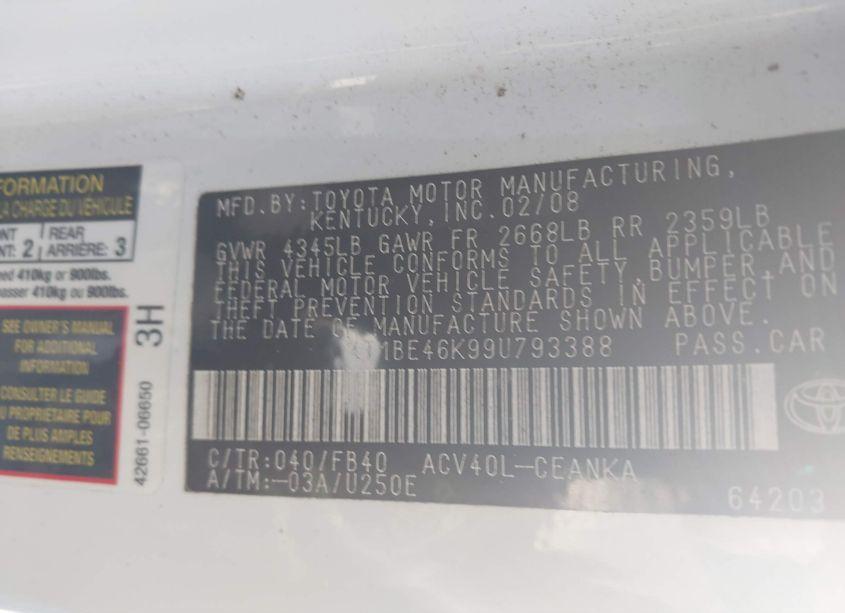 FORMATION
LA CHARGE DU VÉHICULE
REAR
NT: 2 ARRIÈRE: 3
eed 410kg or 900lbs.
passer 410kg ou 900lbs.
SEE OWNER'S MANUAL
FOR ADDITIONAL
INFORMATION
CONSULTER LE GUIDE
U PROPRIÉTAIRE POUR
DE PLUS AMPLES
RENSEIGNEMENTS
3H
42661-06650
MFD.BY:TOYOTA MOTOR MANUFACTURING,
KENTUCKY,INC.02/08
GVWR 4345LB GAWR FR 2668LB RR 2359LB
THIS VEHICLE CONFORMS TO ALL APPLICABLE
FEDERAL MOTOR VEHICLE SAFETY,BUMPER,AND
THEFT PREVENTION STANDARDS IN EFFECT ON
THE DATE OF MANUFACTURE SHOWN ABOVE.
BE46K99U793388 PASS.CAR
C/TR:040/FB40 ACV40L-CEANKA
A/TM:-03A/U250E
64203